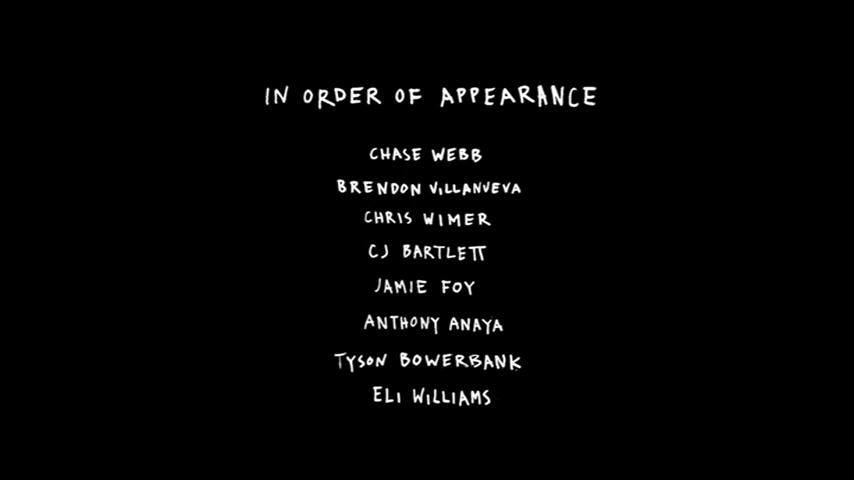 IN ORDER OF APPEARANCE
CHASE WEBB
BRENDON VILLANUEVA
CHRIS WIMER
CJ BARTLETT
JAMIE FOY
ANTHONY ANAYA
TYSON BOWERBANK
ELI WILLIAMS